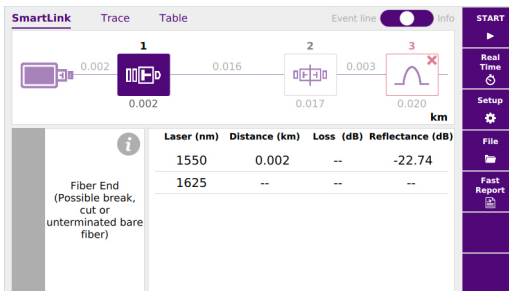 SmartLink Trace Table Event line Info
1 2 3
0.002 0.016 0.003
0.002 0.017 0.020
km
Laser (nm) Distance (km) Loss (dB) Reflectance (dB)
1550 0.002 -- -22.74
1625 -- -- --
i
Fiber End
(Possible break,
cut or
unterminated bare
fiber)
START
Real
Time
Setup
File
Fast
Report